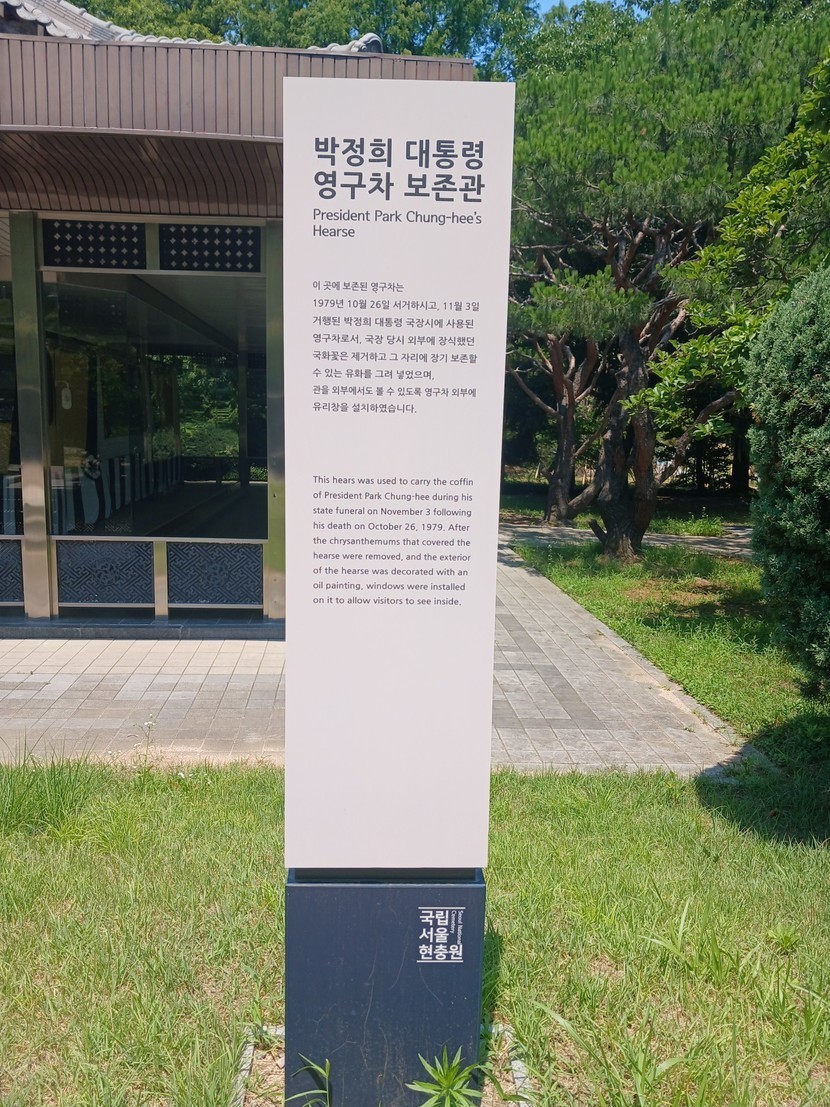 박정희 대통령
영구차 보존관
President Park Chung-hee's
Hearse
이 곳에 보존된 영구차는
1979년 10월 26일 서거하시고, 11월 3일
거행된 박정희 대통령 국장시에 사용된
영구차로서, 국장 당시 외부에 장식했던
국화꽃은 제거하고 그 자리에 장기 보존할
수 있는 유화를 그려 넣었으며,
관을 외부에서도 볼 수 있도록 영구차 외부에
유리창을 설치하였습니다.
This hears was used to carry the coffin
of President Park Chung-hee during his
state funeral on November 3 following
his death on October 26, 1979. After
the chrysanthemums that covered the
hearse were removed, and the exterior
of the hearse was decorated with an
oil painting, windows were installed
on it to allow visitors to see inside.
국립
서울
현충원
Seoul National
Cemetery